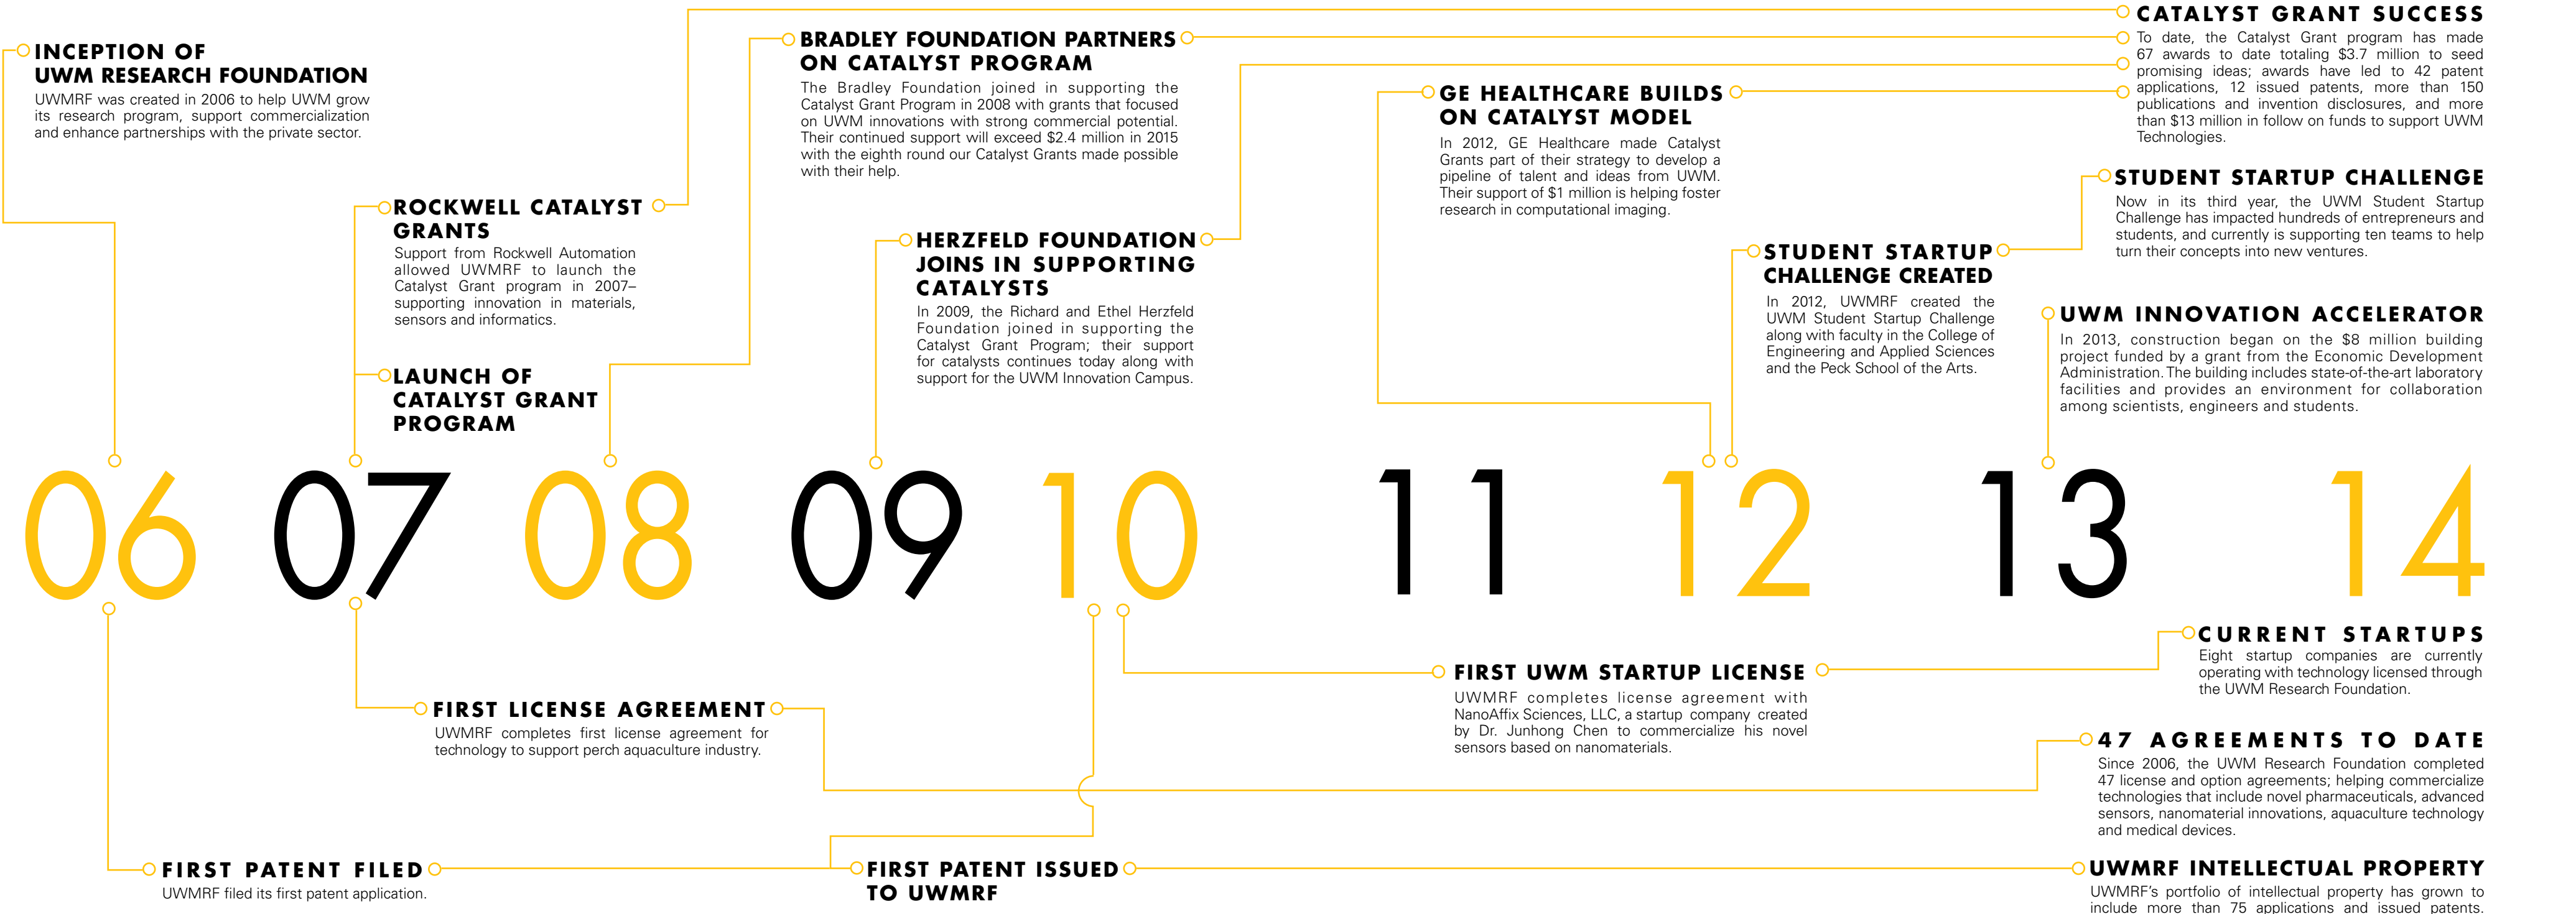 INCEPTION OF
UWM RESEARCH FOUNDATION
UWMRF was created in 2006 to help UWM grow
its research program, support commercialization
and enhance partnerships with the private sector.
ROCKWELL CATALYST
GRANTS
Support from Rockwell Automation
allowed UWMRF to launch the
Catalyst Grant program in 2007–
supporting innovation in materials,
sensors and informatics.
LAUNCH OF
CATALYST GRANT
PROGRAM
BRADLEY FOUNDATION PARTNERS
ON CATALYST PROGRAM
The Bradley Foundation joined in supporting the
Catalyst Grant Program in 2008 with grants that focused
on UWM innovations with strong commercial potential.
Their continued support will exceed $2.4 million in 2015
with the eighth round our Catalyst Grants made possible
with their help.
HERZFELD FOUNDATION
JOINS IN SUPPORTING
CATALYSTS
In 2009, the Richard and Ethel Herzfeld
Foundation joined in supporting the
Catalyst Grant Program; their support
for catalysts continues today along with
support for the UWM Innovation Campus.
GE HEALTHCARE BUILDS
ON CATALYST MODEL
In 2012, GE Healthcare made Catalyst
Grants part of their strategy to develop a
pipeline of talent and ideas from UWM.
Their support of $1 million is helping foster
research in computational imaging.
STUDENT STARTUP
CHALLENGE CREATED
In 2012, UWMRF created the
UWM Student Startup Challenge
along with faculty in the College of
Engineering and Applied Sciences
and the Peck School of the Arts.
CATALYST GRANT SUCCESS
To date, the Catalyst Grant program has made
67 awards to date totaling $3.7 million to seed
promising ideas; awards have led to 42 patent
applications, 12 issued patents, more than 150
publications and invention disclosures, and more
than $13 million in follow on funds to support UWM
Technologies.
STUDENT STARTUP CHALLENGE
Now in its third year, the UWM Student Startup
Challenge has impacted hundreds of entrepreneurs and
students, and currently is supporting ten teams to help
turn their concepts into new ventures.
UWM INNOVATION ACCELERATOR
In 2013, construction began on the $8 million building
project funded by a grant from the Economic Development
Administration. The building includes state-of-the-art laboratory
facilities and provides an environment for collaboration
among scientists, engineers and students.
06 07 08 09 10 11 12 13 14
FIRST LICENSE AGREEMENT
UWMRF completes first license agreement for
technology to support perch aquaculture industry.
FIRST PATENT FILED
UWMRF filed its first patent application.
FIRST PATENT ISSUED
TO UWMRF
FIRST UWM STARTUP LICENSE
UWMRF completes license agreement with
NanoAffix Sciences, LLC, a startup company created
by Dr. Junhong Chen to commercialize his novel
sensors based on nanomaterials.
CURRENT STARTUPS
Eight startup companies are currently
operating with technology licensed through
the UWM Research Foundation.
47 AGREEMENTS TO DATE
Since 2006, the UWM Research Foundation completed
47 license and option agreements; helping commercialize
technologies that include novel pharmaceuticals, advanced
sensors, nanomaterial innovations, aquaculture technology
and medical devices.
UWMRF INTELLECTUAL PROPERTY
UWMRF's portfolio of intellectual property has grown to
include more than 75 applications and issued patents.